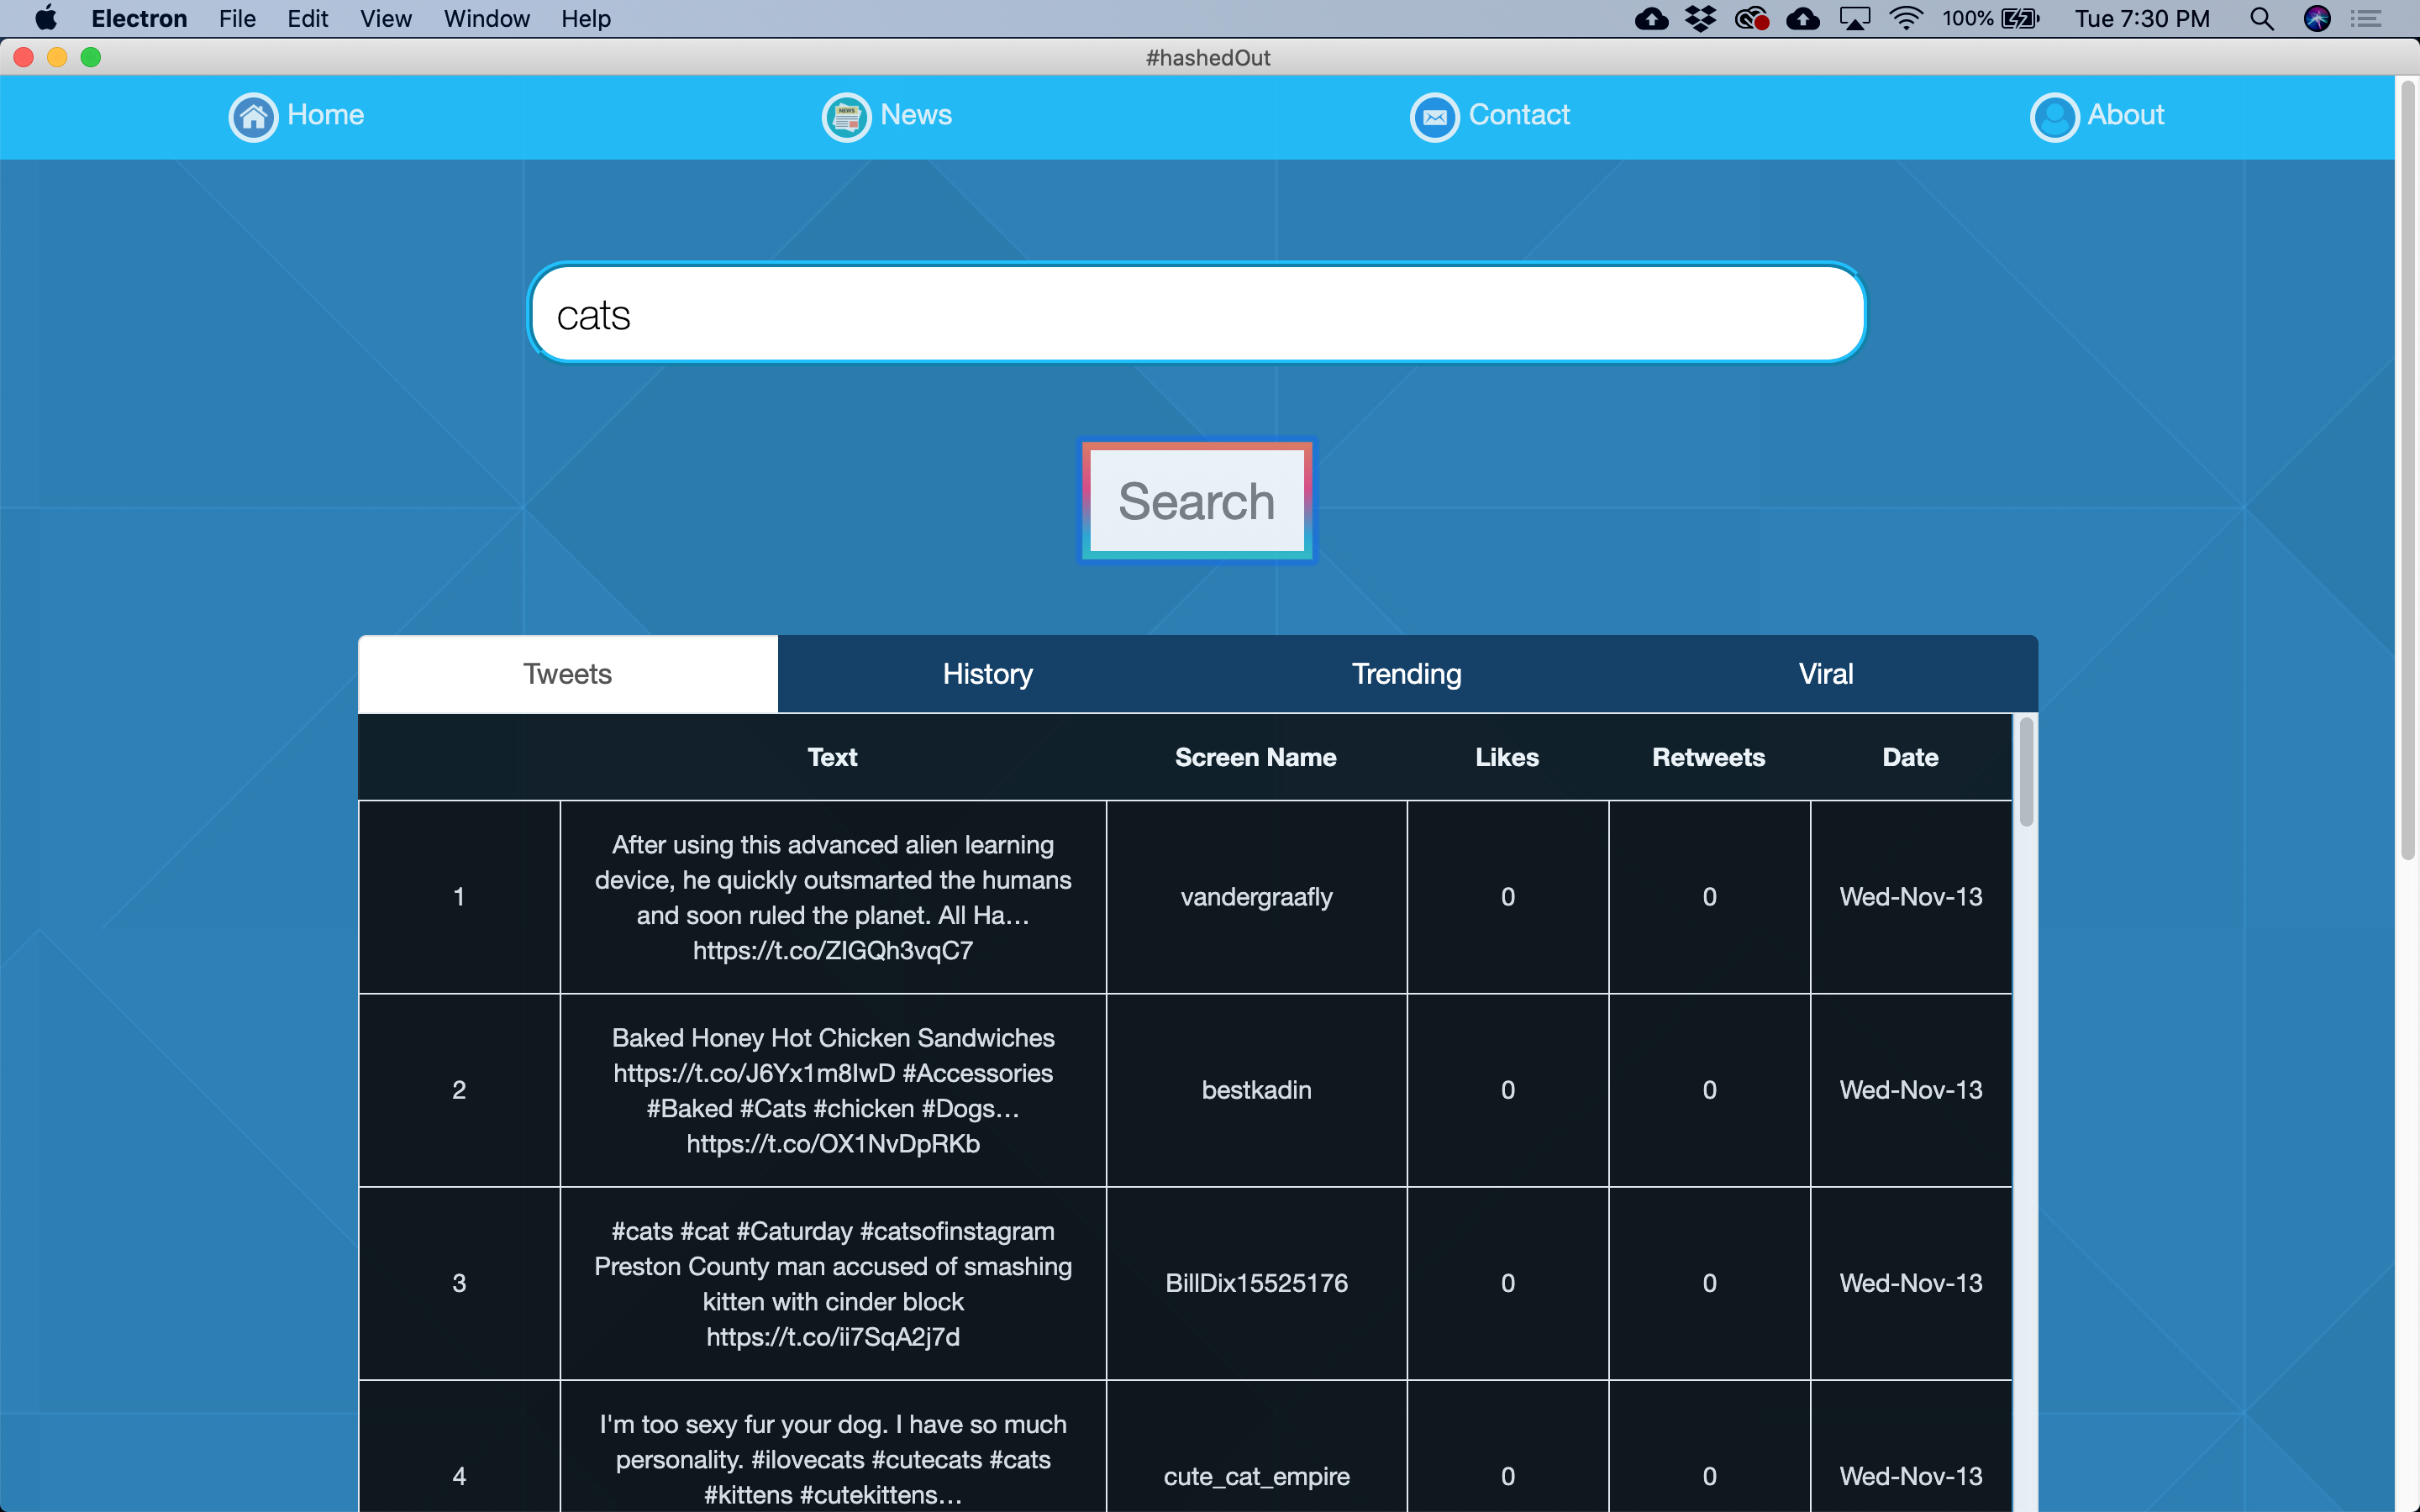 Electron File Edit View Window Help 100% Tue 7:30 PM
#hashedOut
Home NEWS News Contact About
cats
Search
Tweets History Trending Viral
Text Screen Name Likes Retweets Date
1 After using this advanced alien learning
device, he quickly outsmarted the humans
and soon ruled the planet. All Ha…
https://t.co/ZIGQh3vqC7
vandergraafly 0 0 Wed-Nov-13
2 Baked Honey Hot Chicken Sandwiches
https://t.co/J6Yx1m8IwD #Accessories
#Baked #Cats #chicken #Dogs…
https://t.co/OX1NvDpRKb
bestkadin 0 0 Wed-Nov-13
3 #cats #cat #Caturday #catsofinstagram
Preston County man accused of smashing
kitten with cinder block
https://t.co/ii7SqA2j7d
BillDix15525176 0 0 Wed-Nov-13
4 I'm too sexy fur your dog. I have so much
personality. #ilovecats #cutecats #cats
#kittens #cutekittens…
cute_cat_empire 0 0 Wed-Nov-13